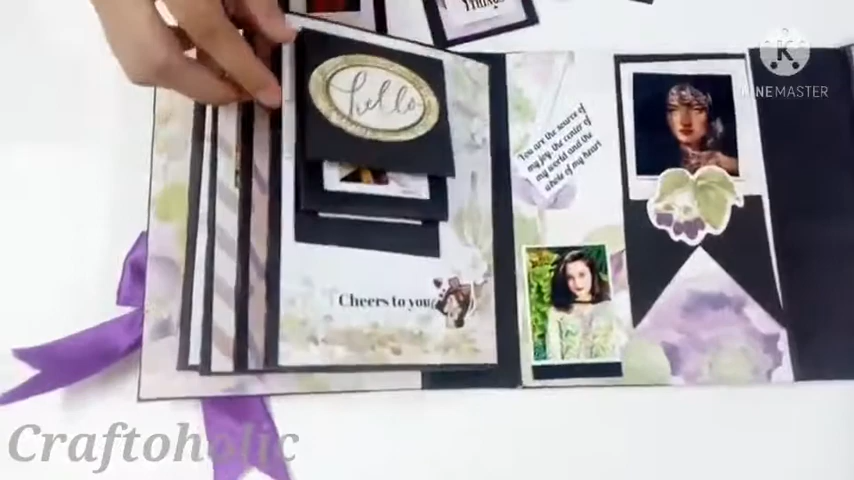 YTHINGS
hello
You are the source of
my joy, the center of
my world and the
whole of my heart
KINEMASTER
Cheers to you
Craftoholic